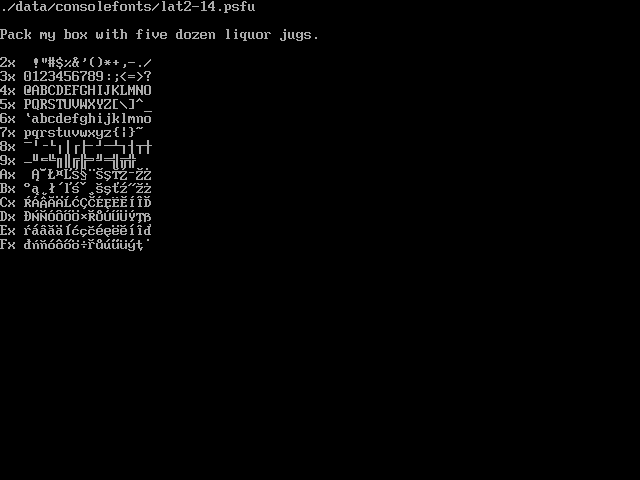 ./data/consolefonts/lat2-14.psfu
Pack my box with five dozen liquor jugs.
2x  !"#$%&'()*+,-./
3x 0123456789:;<=>?
4x @ABCDEFGHIJKLMNO
5x PQRSTUVWXYZ[\]^_
6x `abcdefghijklmno
7x pqrstuvwxyz{|}~
8x
9x
Ax  Ą˘Ł¤ĽŚ§¨ŠŞŤŹ-ŽŻ
Bx °ą˛ł´ľśˇ¸šşťź˝žż
Cx ŔÁÂĂÄĹĆÇČÉĘËĚÍÎĎ
Dx ĐŃŇÓÔŐÖ×ŘŮÚŰÜÝŢß
Ex ŕáâăäĺćçčéęëěíîď
Fx đńňóôőö÷řůúűüýţ˙